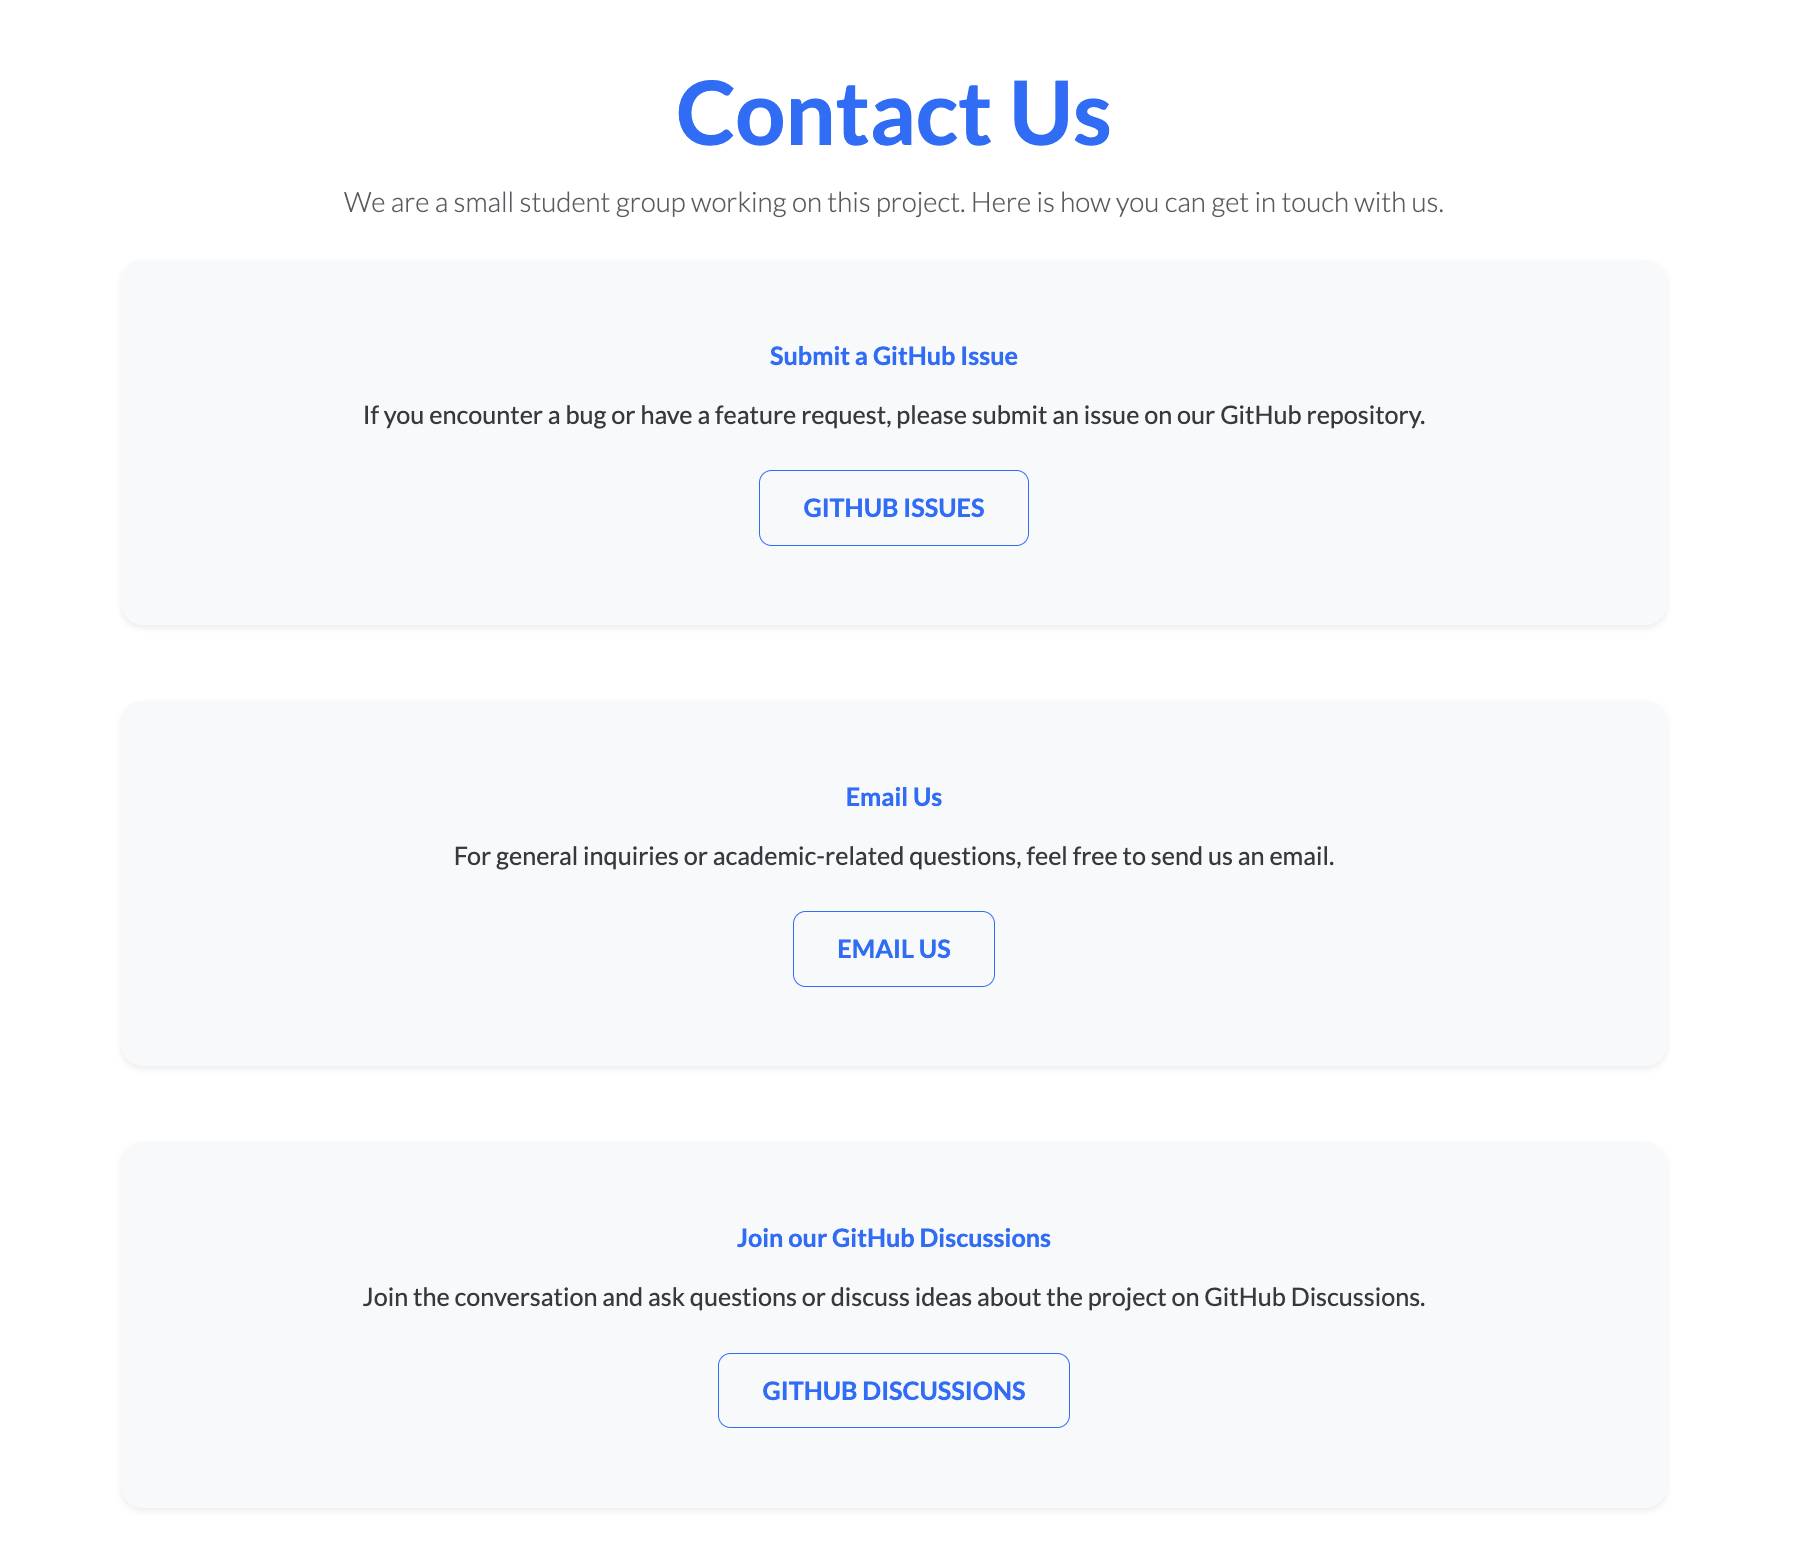 Contact Us
We are a small student group working on this project. Here is how you can get in touch with us.
Submit a GitHub Issue
If you encounter a bug or have a feature request, please submit an issue on our GitHub repository.
GITHUB ISSUES
Email Us
For general inquiries or academic-related questions, feel free to send us an email.
EMAIL US
Join our GitHub Discussions
Join the conversation and ask questions or discuss ideas about the project on GitHub Discussions.
GITHUB DISCUSSIONS